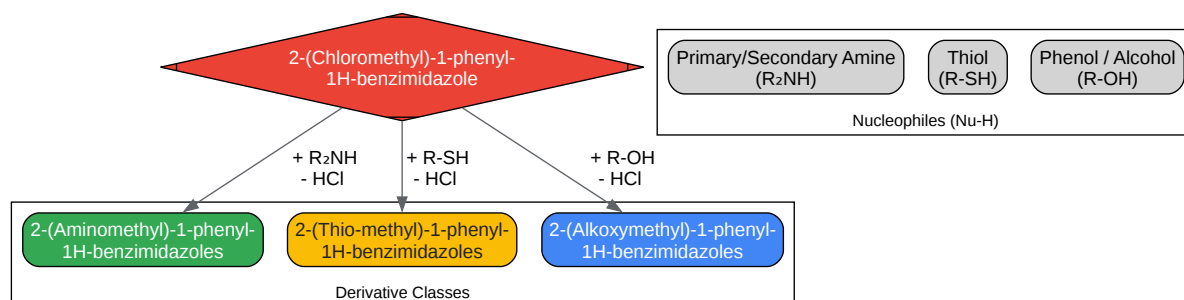 2-(Chloromethyl)-1-phenyl-
1H-benzimidazole
Primary/Secondary Amine
(R₂NH)
Thiol
(R-SH)
Phenol / Alcohol
(R-OH)
Nucleophiles (Nu-H)
+ R₂NH
- HCl
+ R-SH
- HCl
+ R-OH
- HCl
2-(Aminomethyl)-1-phenyl-
1H-benzimidazoles
2-(Thio-methyl)-1-phenyl-
1H-benzimidazoles
2-(Alkoxymethyl)-1-phenyl-
1H-benzimidazoles
Derivative Classes